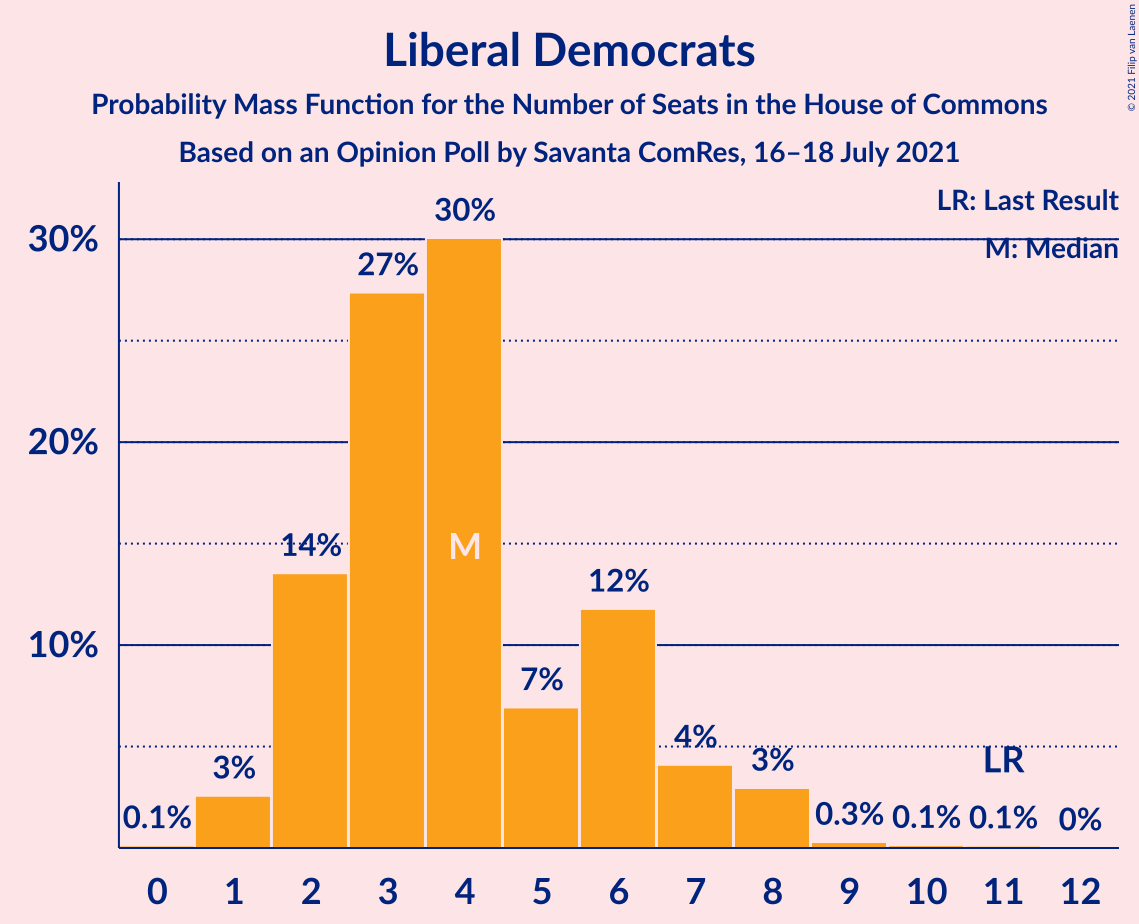 Liberal Democrats
Probability Mass Function for the Number of Seats in the House of Commons
Based on an Opinion Poll by Savanta ComRes, 16–18 July 2021
© 2021 Filip van Laenen
LR: Last Result
M: Median
30%
20%
10%
0.1%
3%
14%
27%
30%
M
7%
12%
4%
3%
0.3%
0.1%
LR
0.1%
0%
0 1 2 3 4 5 6 7 8 9 10 11 12